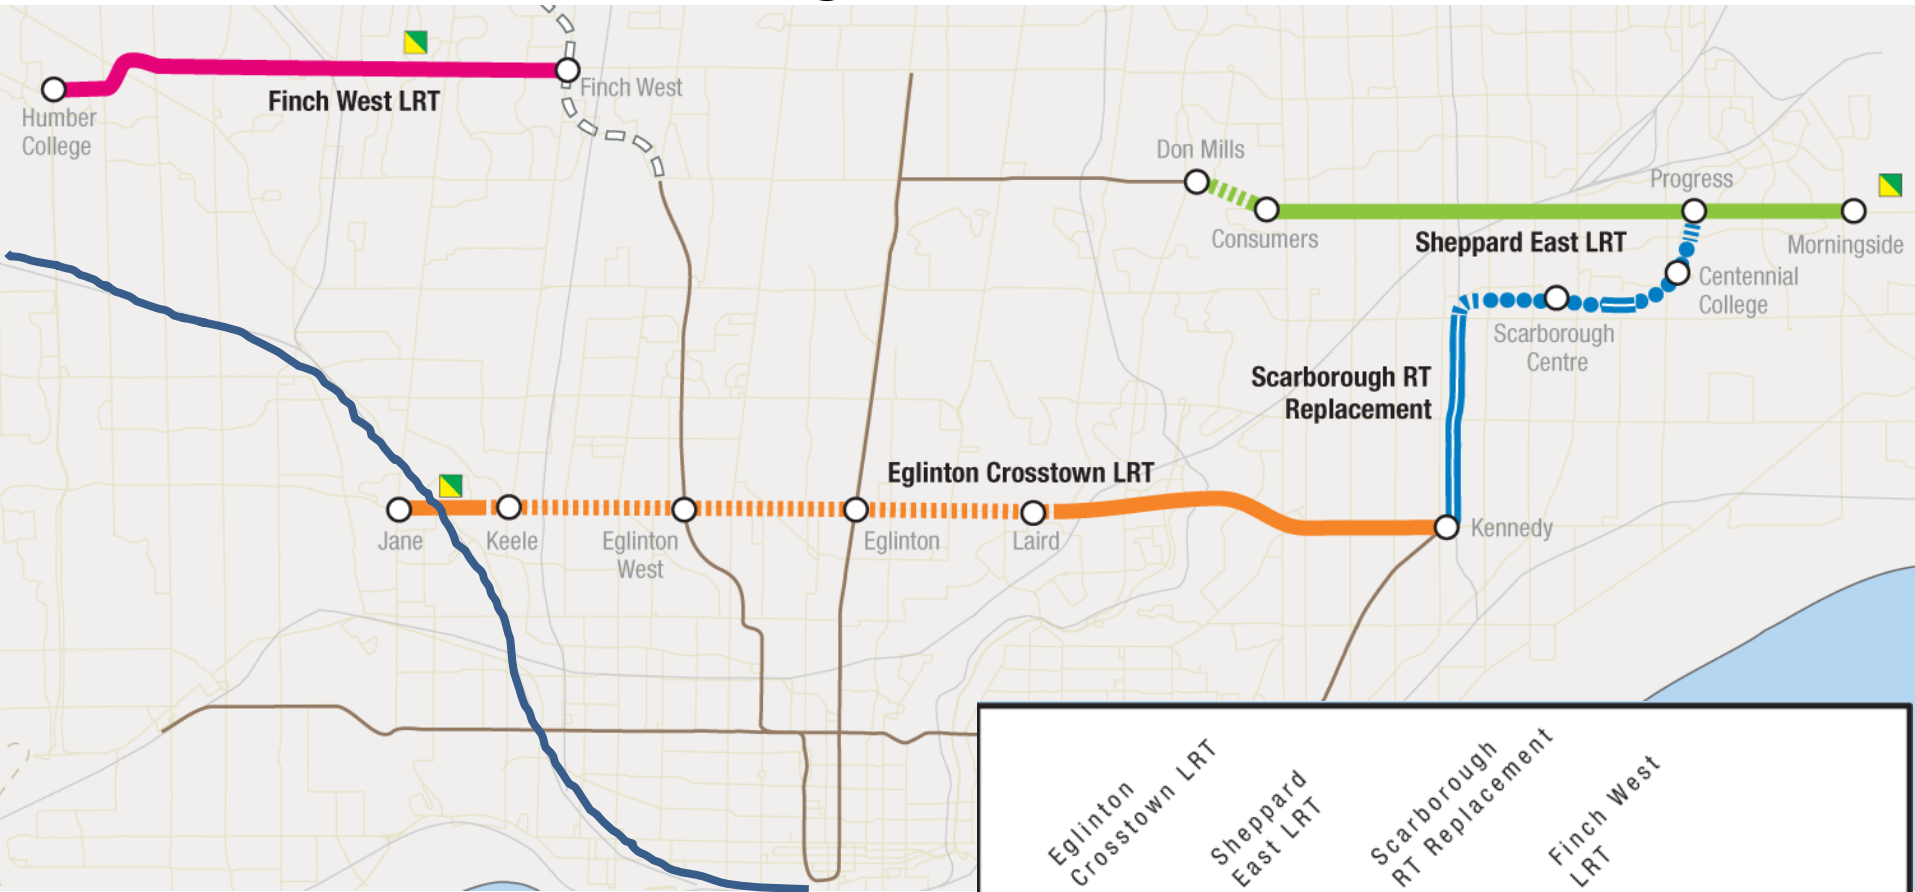 Finch West
Finch West LRT
Humber
College
Don Mills
Progress
Consumers
Sheppard East LRT
Morningside
Centennial
College
Scarborough
Centre
Scarborough RT
Replacement
Eglinton Crosstown LRT
Jane
Keele
Eglinton
West
Eglinton
Laird
Kennedy
Eglinton
Crosstown LRT
Sheppard
East LRT
Scarborough
RT Replacement
Finch West
LRT